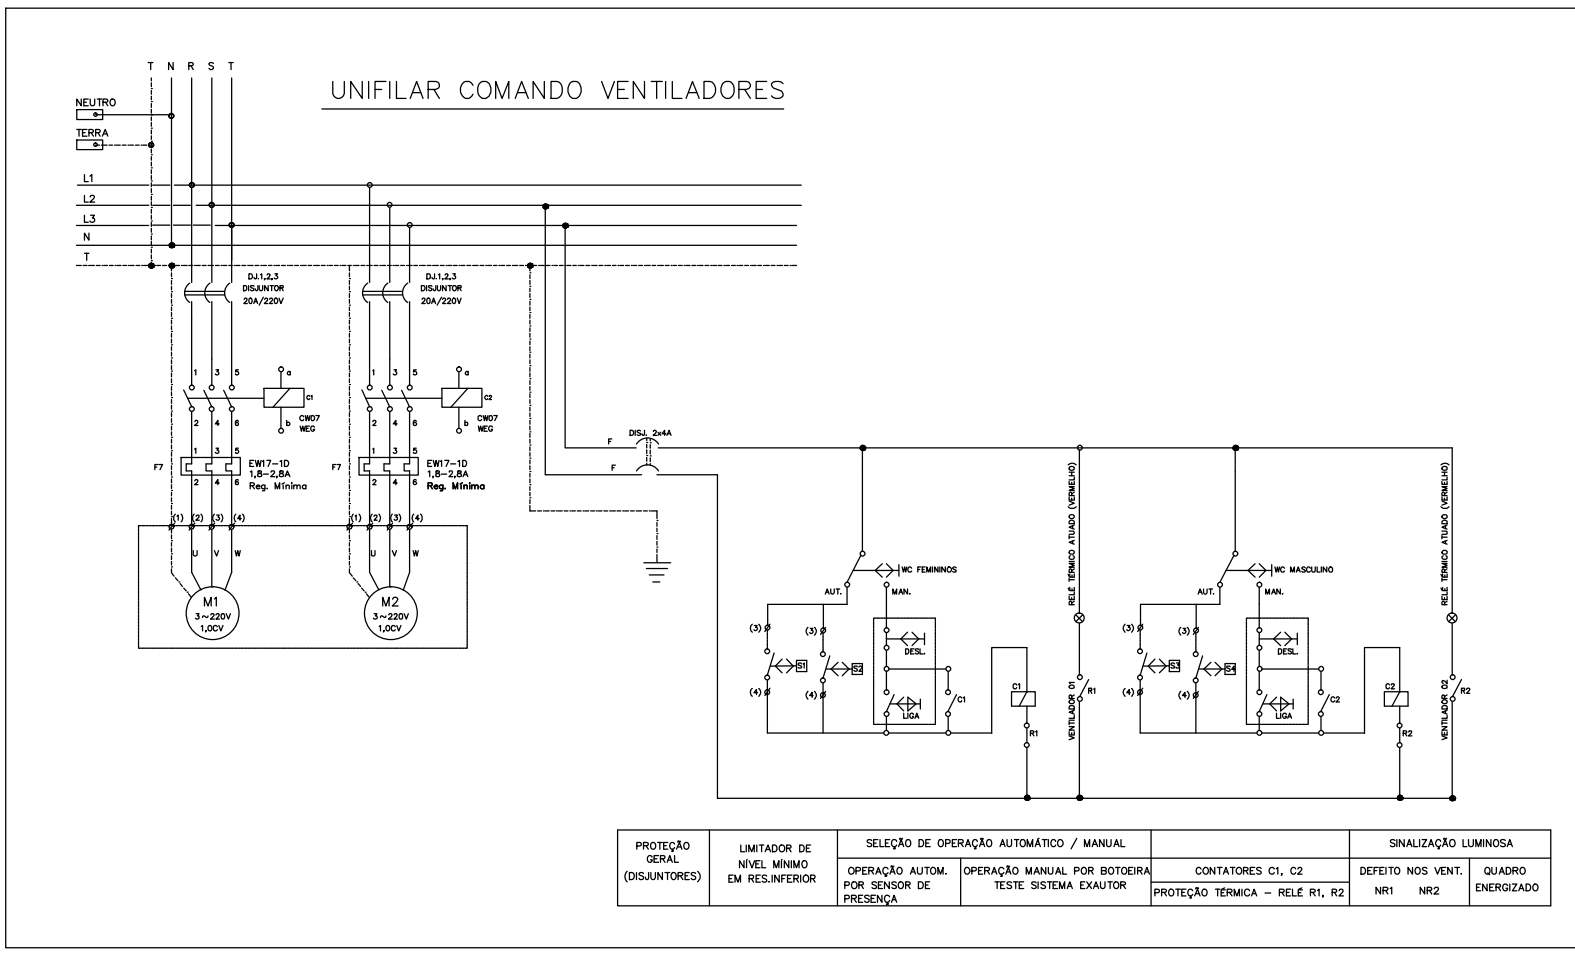 T N R S T
UNIFILAR COMANDO VENTILADORES
NEUTRO
TERRA
L1
L2
L3
N
T
DJ.1,2,3
DISJUNTOR
20A/220V
DJ.1,2,3
DISJUNTOR
20A/220V
1 3 5
a
C1
2 4 6
b
CW07
WEG
1 3 5
a
C2
2 4 6
b
CW07
WEG
F7
1 3 5
EW17-1D
1,8-2,8A
Reg. Mínima
2 4 6
F7
1 3 5
EW17-1D
1,8-2,8A
Reg. Mínima
2 4 6
(1) (2) (3) (4)
(1) (2) (3) (4)
U V W
U V W
M1
3~220V
1,0CV
M2
3~220V
1,0CV
DISJ. 2x4A
F
F
WC FEMININOS
AUT. MAN.
(3) (3)
DESL.
S1 S2
(4) (4)
LIGA
C1
C1
R1
RELÉ TÉRMICO ATUADO (VERMELHO)
VENTILADOR 01
R1
WC MASCULINO
AUT. MAN.
(3) (3)
DESL.
S3 S4
(4) (4)
LIGA
C2
C2
R2
RELÉ TÉRMICO ATUADO (VERMELHO)
VENTILADOR 02
R2
PROTEÇÃO
GERAL
(DISJUNTORES)
LIMITADOR DE
NÍVEL MÍNIMO
EM RES.INFERIOR
SELEÇÃO DE OPERAÇÃO AUTOMÁTICO / MANUAL
OPERAÇÃO AUTOM.
POR SENSOR DE
PRESENÇA
OPERAÇÃO MANUAL POR BOTOEIRA
TESTE SISTEMA EXAUTOR
CONTATORES C1, C2
PROTEÇÃO TÉRMICA - RELÉ R1, R2
SINALIZAÇÃO LUMINOSA
DEFEITO NOS VENT.
NR1 NR2
QUADRO
ENERGIZADO